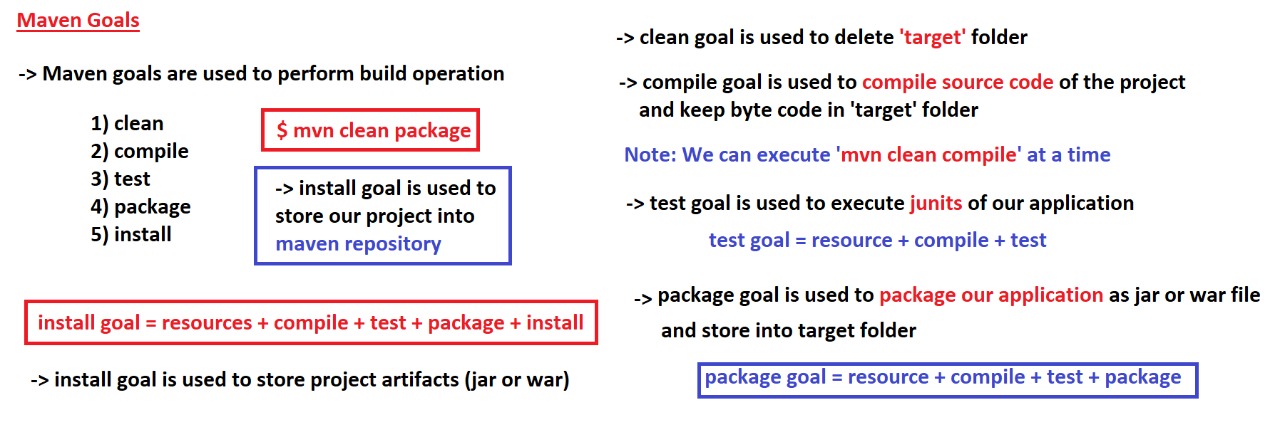 Maven Goals
-> Maven goals are used to perform build operation
1) clean
2) compile
3) test
4) package
5) install
$ mvn clean package
-> install goal is used to
store our project into
maven repository
install goal = resources + compile + test + package + install
-> install goal is used to store project artifacts (jar or war)
-> clean goal is used to delete 'target' folder
-> compile goal is used to compile source code of the project
and keep byte code in 'target' folder
Note: We can execute 'mvn clean compile' at a time
-> test goal is used to execute junits of our application
test goal = resource + compile + test
-> package goal is used to package our application as jar or war file
and store into target folder
package goal = resource + compile + test + package